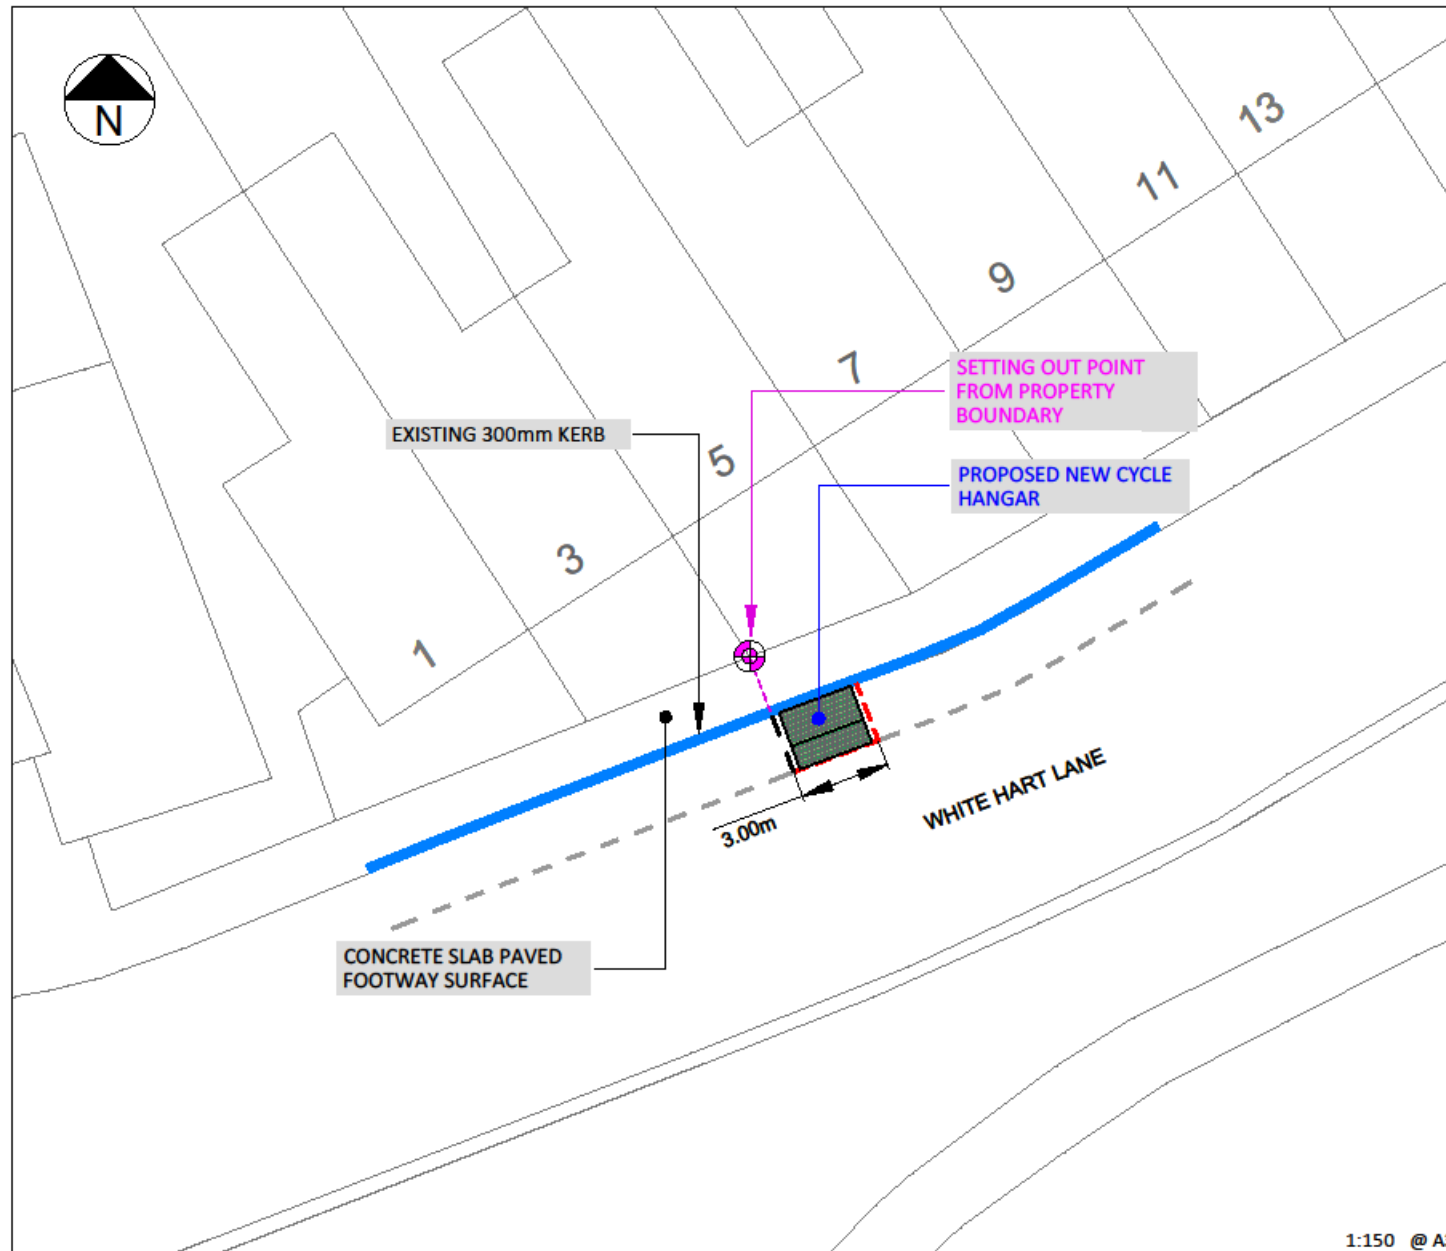 N
13
11
9
7
SETTING OUT POINT
FROM PROPERTY
BOUNDARY
EXISTING 300mm KERB
5
PROPOSED NEW CYCLE
HANGAR
3
1
WHITE HART LANE
3.00m
CONCRETE SLAB PAVED
FOOTWAY SURFACE
1:150 @